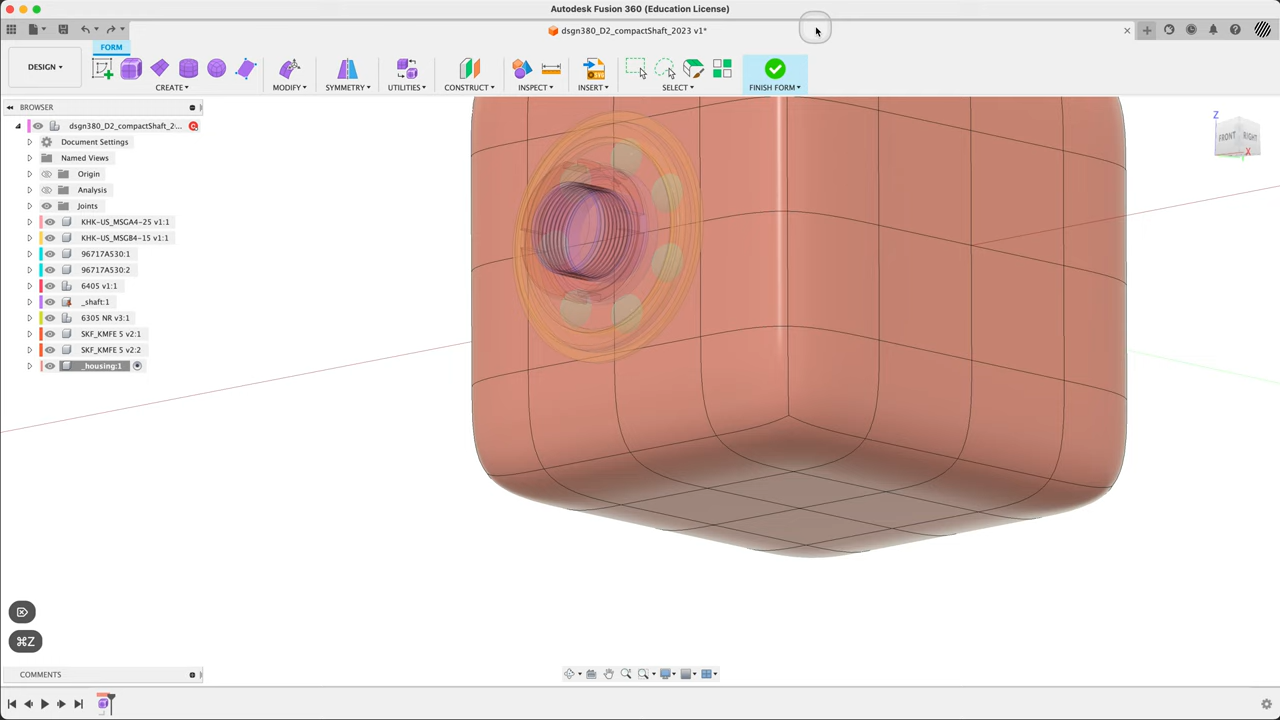 Autodesk Fusion 360 (Education License)
dsgn380_D2_compactShaft_2023 v1*
DESIGN
FORM
CREATE
MODIFY
SYMMETRY
UTILITIES
CONSTRUCT
INSPECT
INSERT
SELECT
FINISH FORM
BROWSER
dsgn380_D2_compactShaft_2...
Document Settings
Named Views
Origin
Analysis
Joints
KHK-US_MSGA4-25 v1:1
KHK-US_MSGB4-15 v1:1
96717A530:1
96717A530:2
6405 v1:1
_shaft:1
6305 NR v3:1
SKF_KMFE 5 v2:1
SKF_KMFE 5 v2:2
_housing:1
Z
FRONT
RIGHT
X
⌘Z
COMMENTS